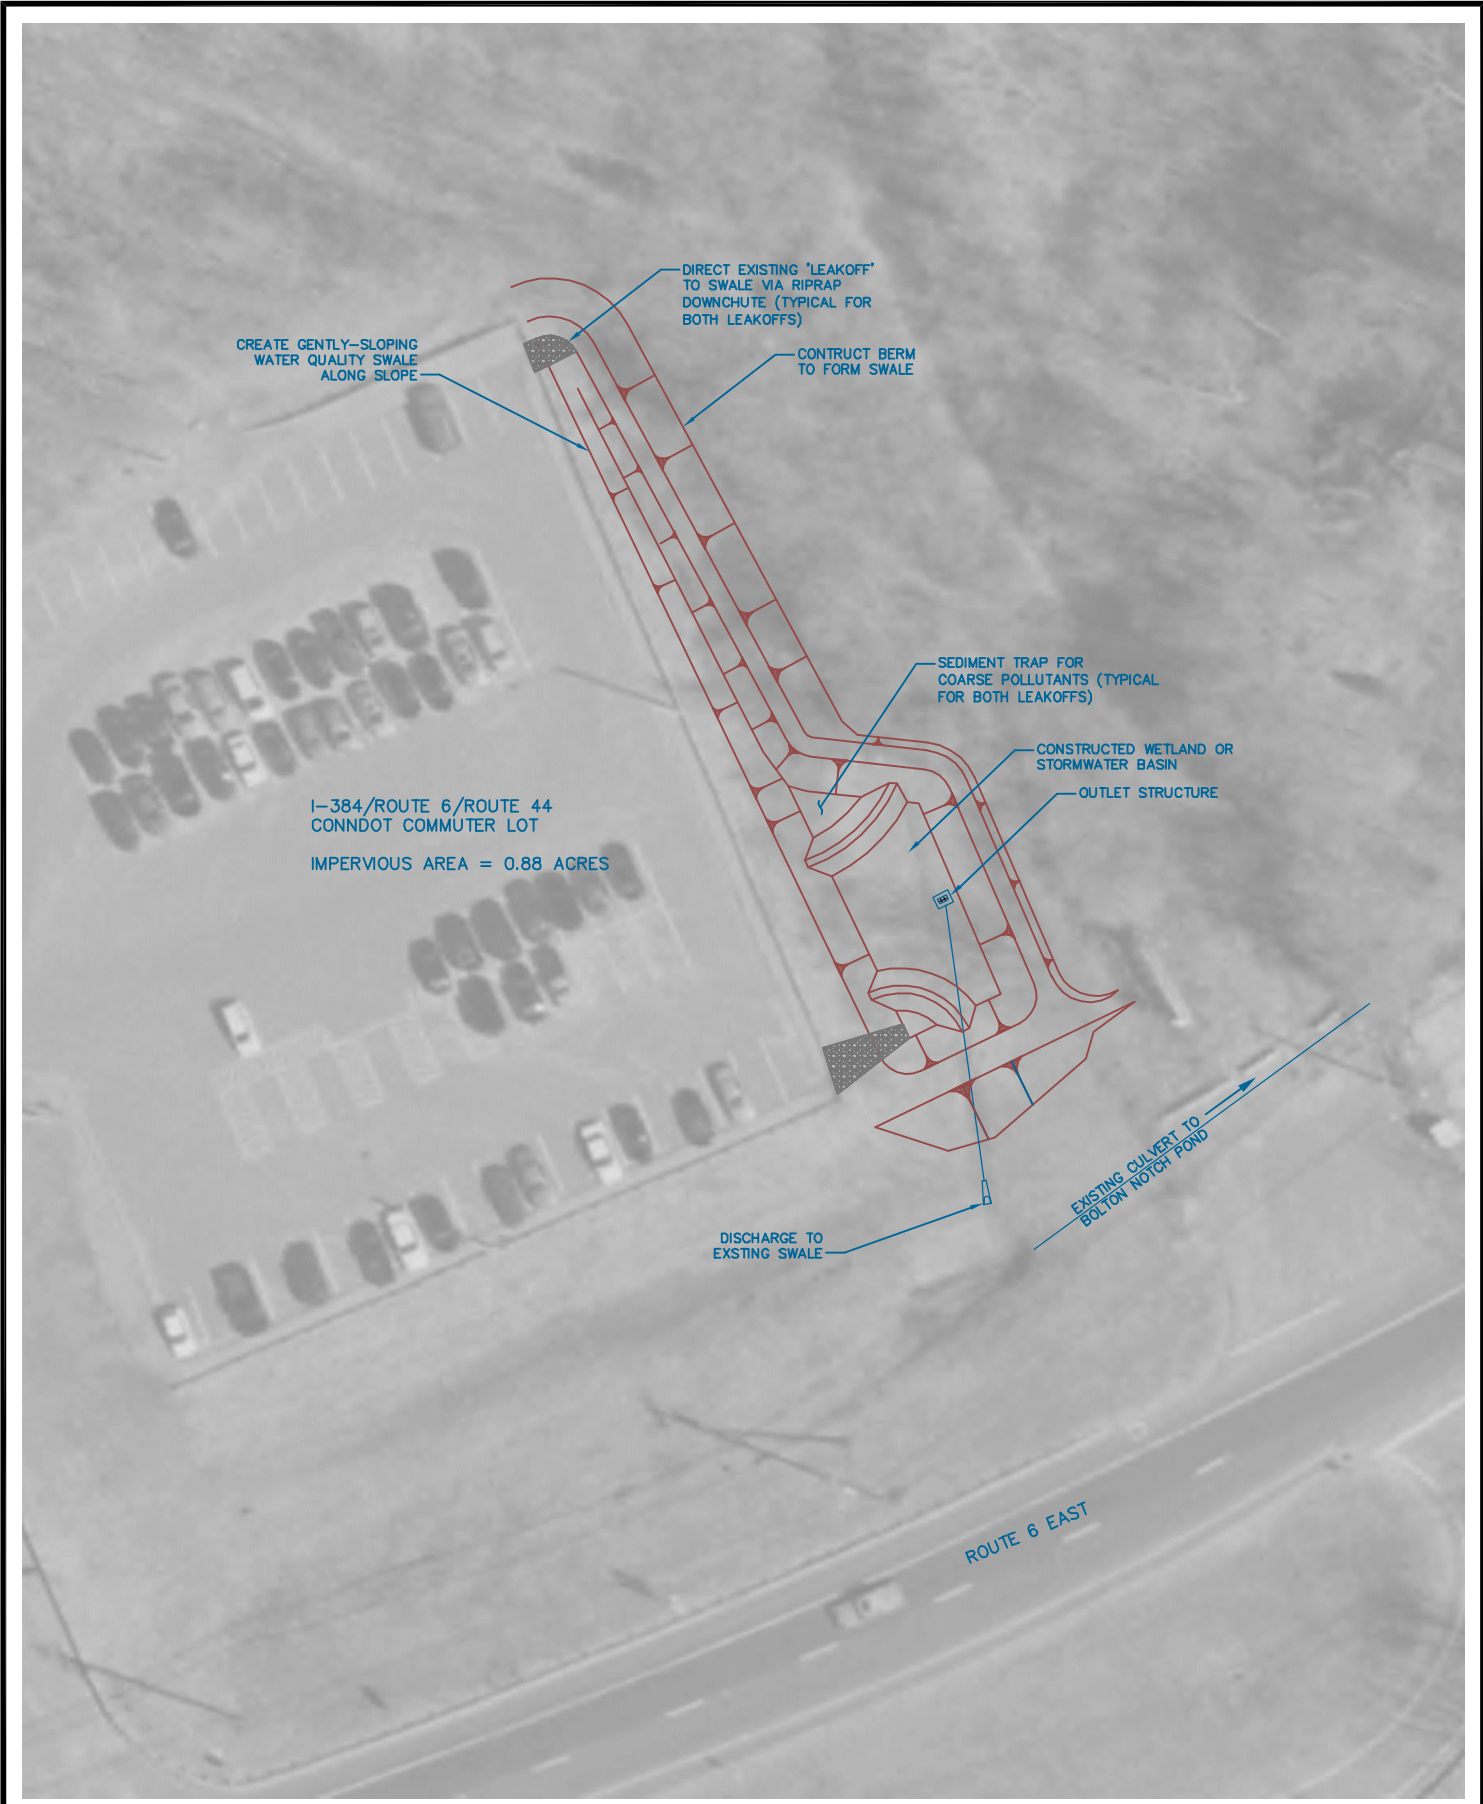 DIRECT EXISTING 'LEAKOFF'
TO SWALE VIA RIPRAP
DOWNCHUTE (TYPICAL FOR
BOTH LEAKOFFS)
CREATE GENTLY-SLOPING
WATER QUALITY SWALE
ALONG SLOPE
CONTRUCT BERM
TO FORM SWALE
SEDIMENT TRAP FOR
COARSE POLLUTANTS (TYPICAL
FOR BOTH LEAKOFFS)
CONSTRUCTED WETLAND OR
STORMWATER BASIN
OUTLET STRUCTURE
I-384/ROUTE 6/ROUTE 44
CONNDOT COMMUTER LOT
IMPERVIOUS AREA = 0.88 ACRES
EXISTING CULVERT TO
BOLTON NOTCH POND
DISCHARGE TO
EXSTING SWALE
ROUTE 6 EAST